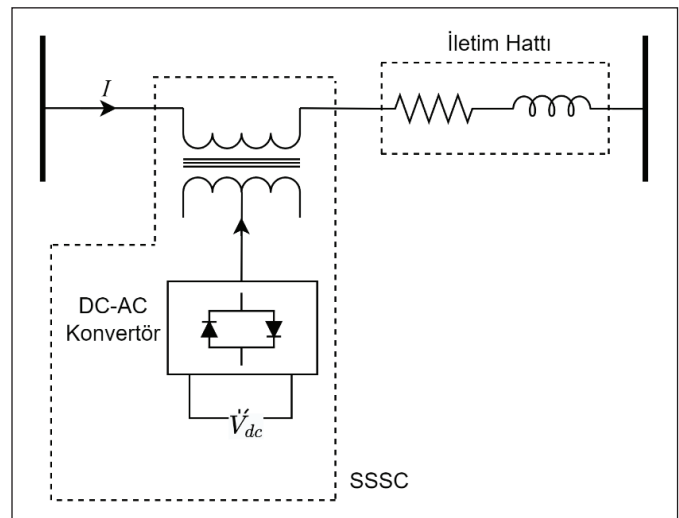 İletim Hattı
I
DC-AC
Konvertör
V̈dc
SSSC